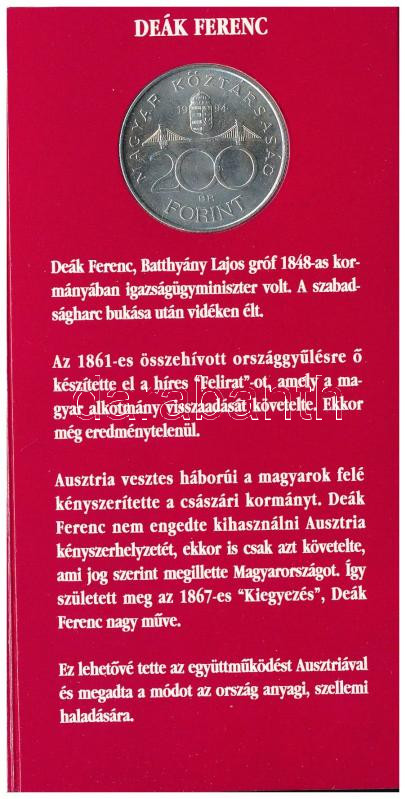 DEÁK FERENC
MAGYAR KÖZTÁRSASÁG
19 94
200
BP.
FORINT
Deák Ferenc, Batthyány Lajos gróf 1848-as kor-
mányában igazságügyminiszter volt. A szabad-
ságharc bukása után vidéken élt.
Az 1861-es összehívott országgyűlésre ő
készítette el a híres "Felirat"-ot, amely a ma-
gyar alkotmány visszaadását követelte. Ekkor
még eredménytelenül.
darabanth
Ausztria vesztes háborúi a magyarok felé
kényszerítette a császári kormányt. Deák
Ferenc nem engedte kihasználni Ausztria
kényszerhelyzetét, ekkor is csak azt követelte,
ami jog szerint megillette Magyarországot. Így
született meg az 1867-es "Kiegyezés", Deák
Ferenc nagy műve.
Ez lehetővé tette az együttműködést Ausztriával
és megadta a módot az ország anyagi, szellemi
haladására.